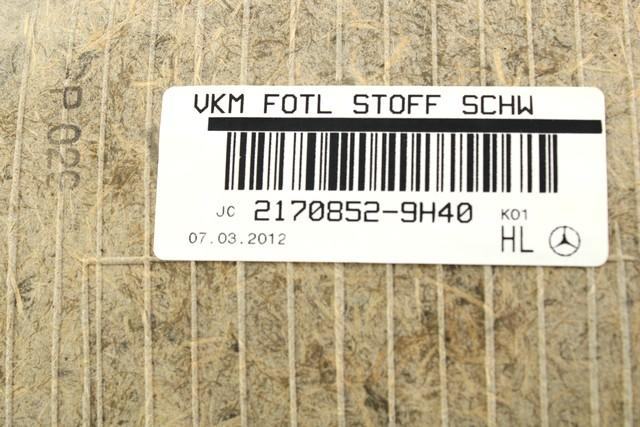 VKM FOTL STOFF SCHW
JC 2170852-9H40 K01
07.03.2012 HL